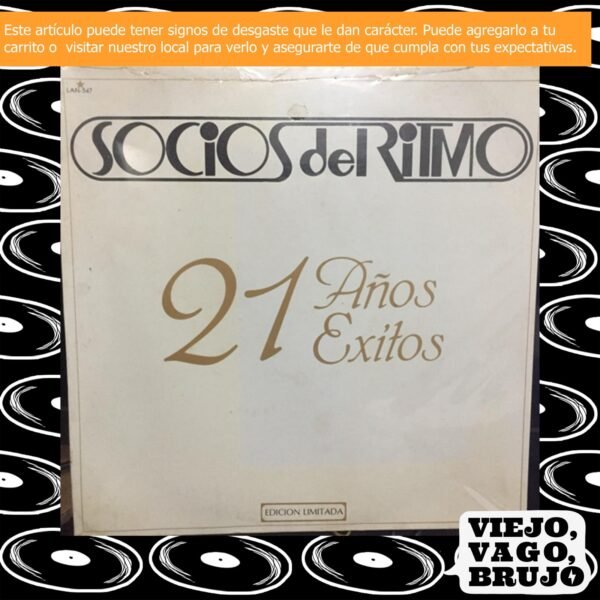 Este artículo puede tener signos de desgaste que le dan carácter. Puede agregarlo a tu
carrito o visitar nuestro local para verlo y asegurarte de que cumpla con tus expectativas.
LAN-547
SOCIOS del RITMO
21 Años
Exitos
EDICION LIMITADA
VIEJO,
VAGO,
BRUJO